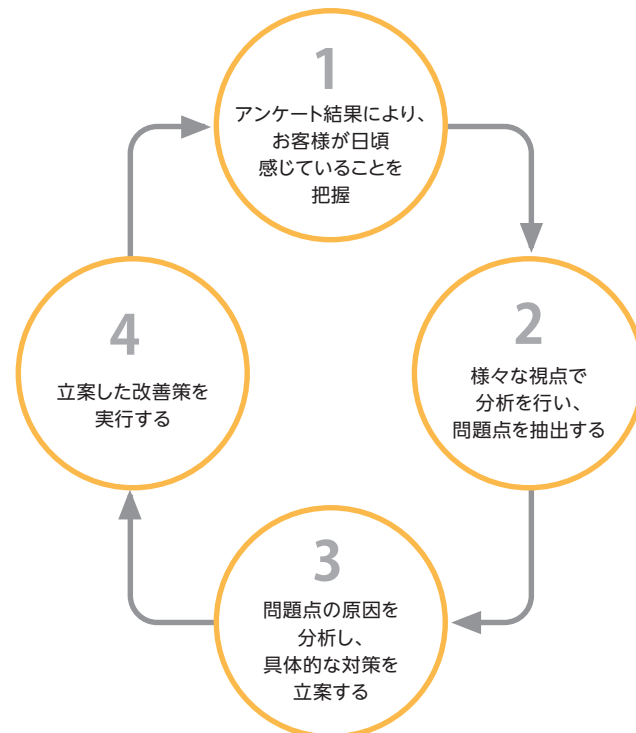 1
アンケート結果により、
お客様が日頃
感じていることを
把握
2
様々な視点で
分析を行い、
問題点を抽出する
3
問題点の原因を
分析し、
具体的な対策を
立案する
4
立案した改善策を
実行する